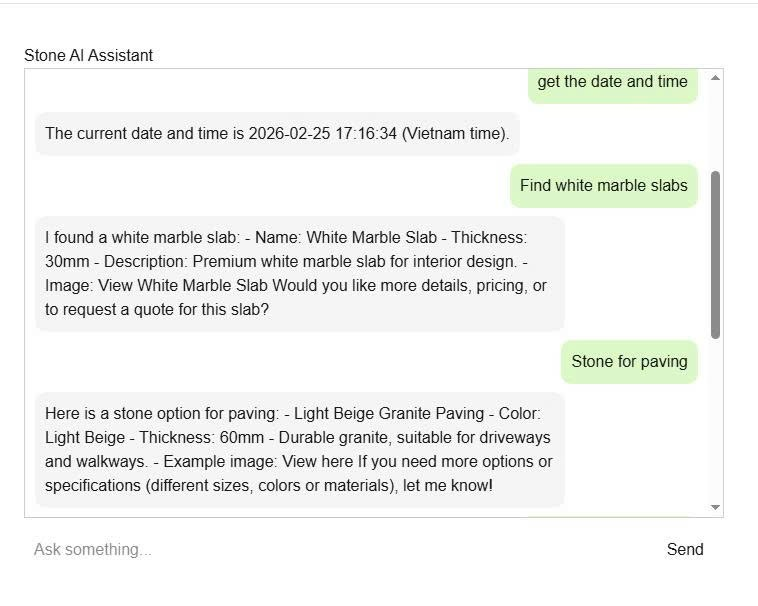 Stone AI Assistant
get the date and time
The current date and time is 2026-02-25 17:16:34 (Vietnam time).
Find white marble slabs
I found a white marble slab: - Name: White Marble Slab - Thickness:
30mm - Description: Premium white marble slab for interior design. -
Image: View White Marble Slab Would you like more details, pricing, or
to request a quote for this slab?
Stone for paving
Here is a stone option for paving: - Light Beige Granite Paving - Color:
Light Beige - Thickness: 60mm - Durable granite, suitable for driveways
and walkways. - Example image: View here If you need more options or
specifications (different sizes, colors or materials), let me know!
Ask something...
Send